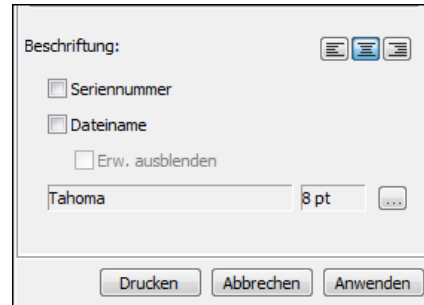 Beschriftung:
Seriennummer
Dateiname
Erw. ausblenden
Tahoma 8 pt ...
Drucken Abbrechen Anwenden